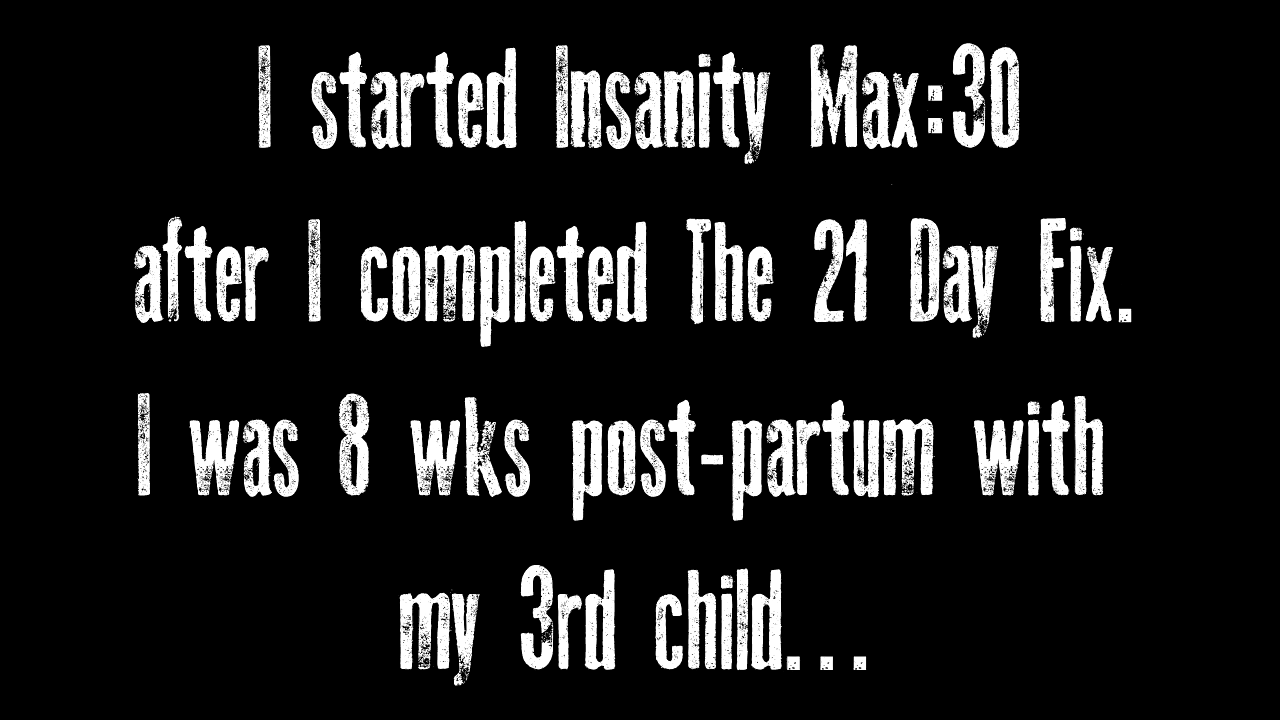 I started Insanity Max:30
after I completed The 21 Day Fix.
I was 8 wks post-partum with
my 3rd child...